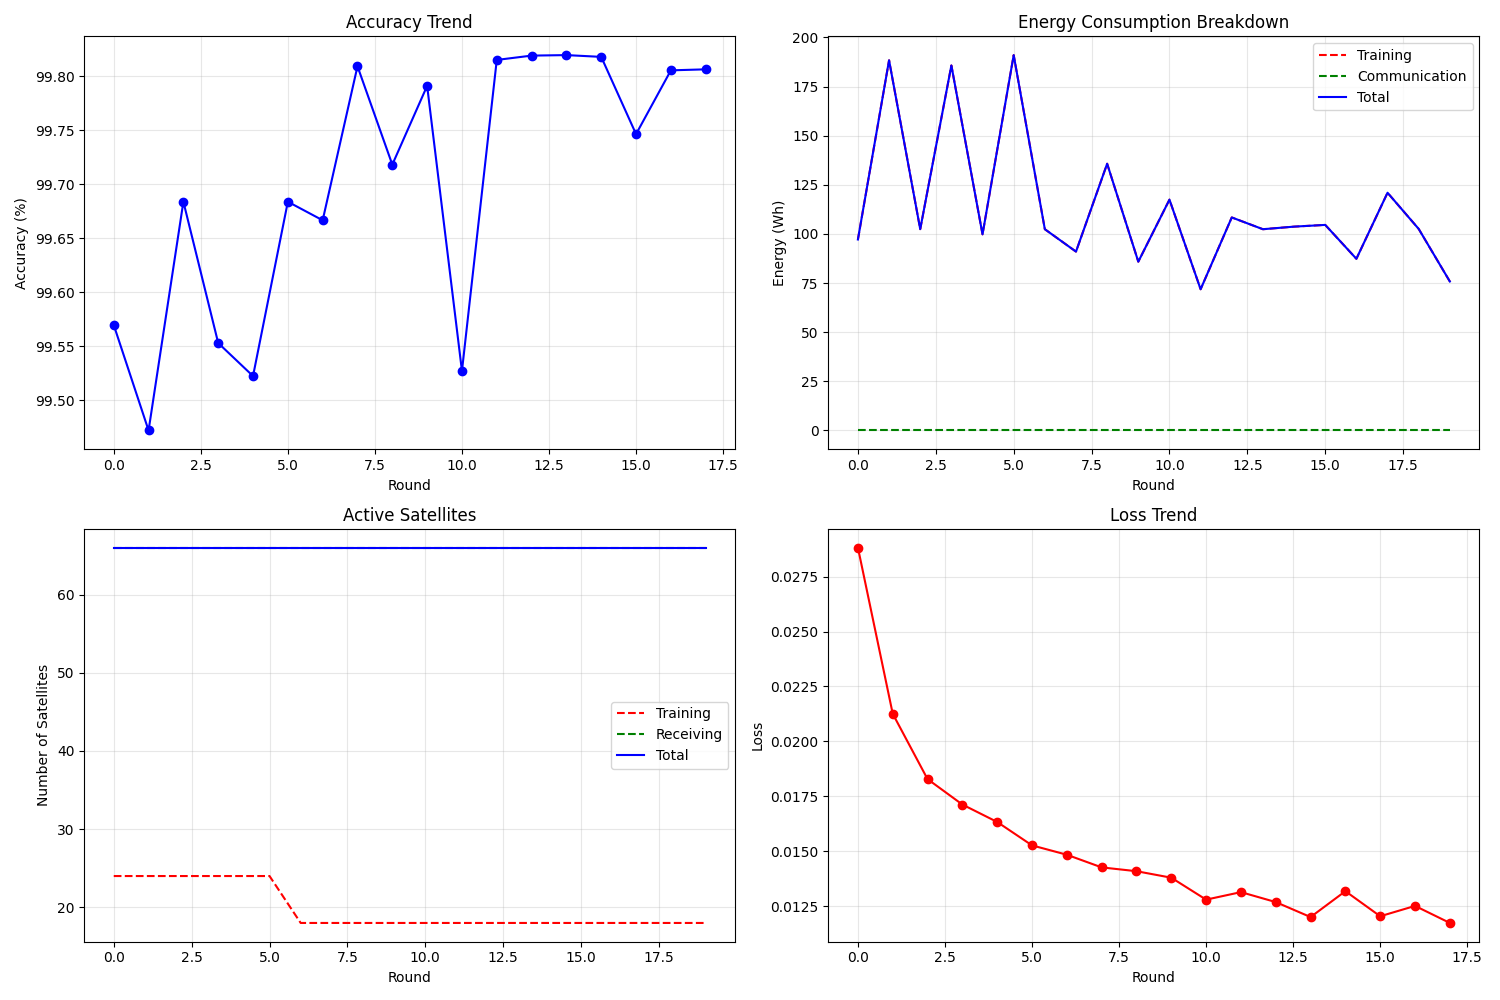 Accuracy Trend
Accuracy (%)
99.80
99.75
99.70
99.65
99.60
99.55
99.50
0.0 2.5 5.0 7.5 10.0 12.5 15.0 17.5
Round
Energy Consumption Breakdown
Energy (Wh)
200
175
150
125
100
75
50
25
0
Training
Communication
Total
0.0 2.5 5.0 7.5 10.0 12.5 15.0 17.5
Round
Active Satellites
Number of Satellites
60
50
40
30
20
Training
Receiving
Total
0.0 2.5 5.0 7.5 10.0 12.5 15.0 17.5
Round
Loss Trend
Loss
0.0275
0.0250
0.0225
0.0200
0.0175
0.0150
0.0125
0.0 2.5 5.0 7.5 10.0 12.5 15.0 17.5
Round